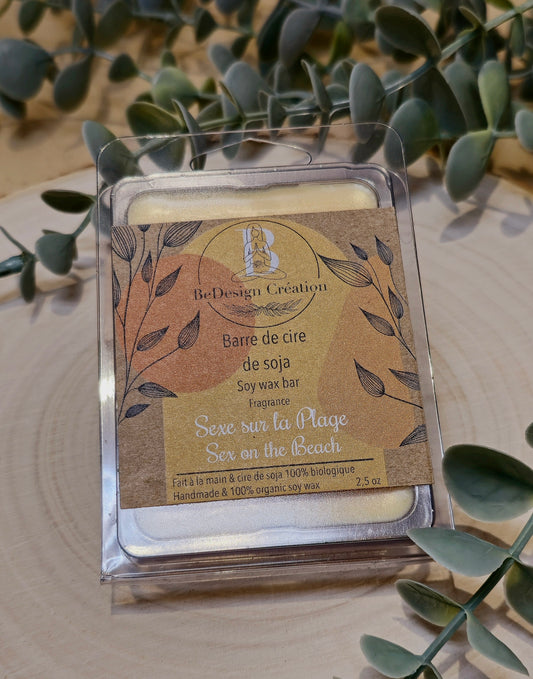 B
BeDesign Création
Barre de cire
de soja
Soy wax bar
Fragrance
Sexe sur la Plage
Sex on the Beach
Fait à la main & cire de soja 100% biologique
Handmade & 100% organic soy wax 2,5 oz